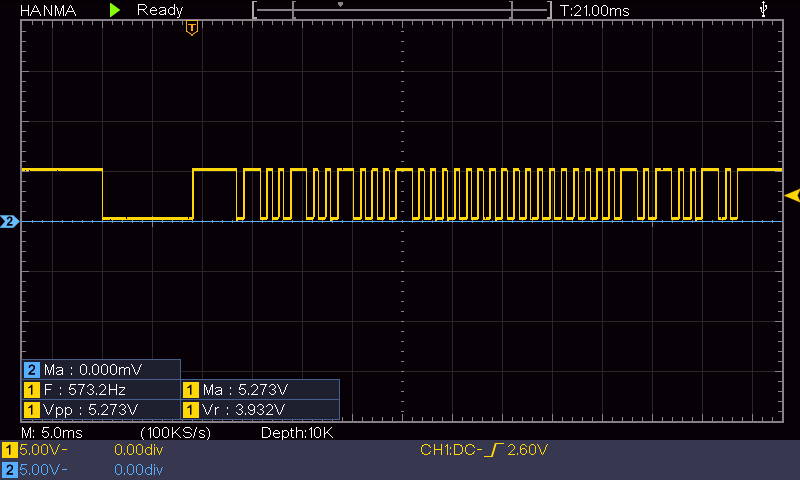 HANMA Ready T:21.00ms
T
2
2 Ma : 0.000mV
1 F : 573.2Hz 1 Ma : 5.273V
1 Vpp : 5.273V 1 Vr : 3.932V
M: 5.0ms (100KS/s) Depth:10K
1 5.00V- 0.00div CH1:DC- 2.60V
2 5.00V- 0.00div